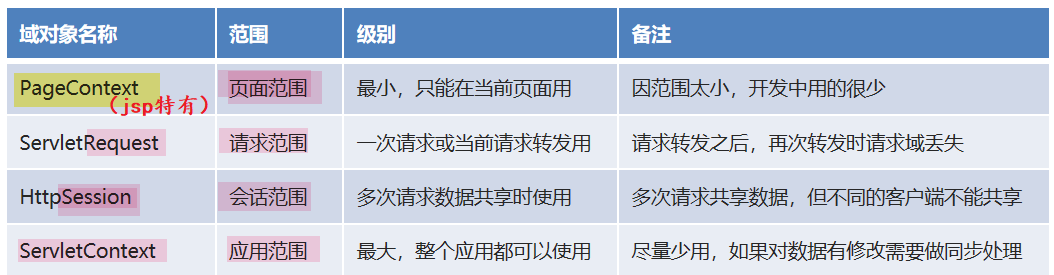 域对象名称 范围 级别 备注
PageContext 页面范围 最小，只能在当前页面用 因范围太小，开发中用的很少
（jsp特有）
ServletRequest 请求范围 一次请求或当前请求转发用 请求转发之后，再次转发时请求域丢失
HttpSession 会话范围 多次请求数据共享时使用 多次请求共享数据，但不同的客户端不能共享
ServletContext 应用范围 最大，整个应用都可以使用 尽量少用，如果对数据有修改需要做同步处理